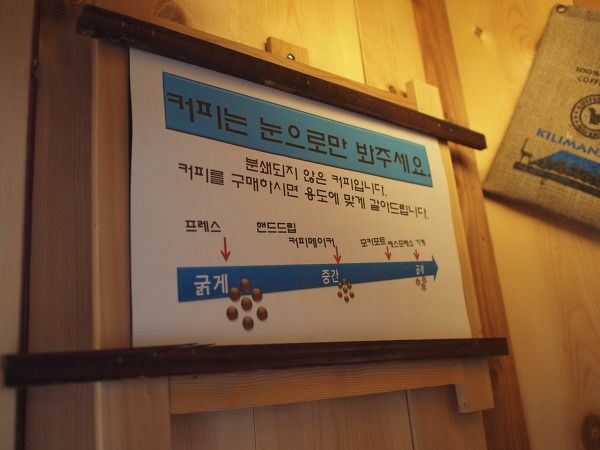 커피는 눈으로만 봐주세요.
분쇄되지 않은 커피입니다.
커피를 구매하시면 용도에 맞게 갈아드립니다.
프레스 핸드드립 커피메이커 모카포트 에스프레소 기계
굵게 중간
100%
COFF
KILIMAN